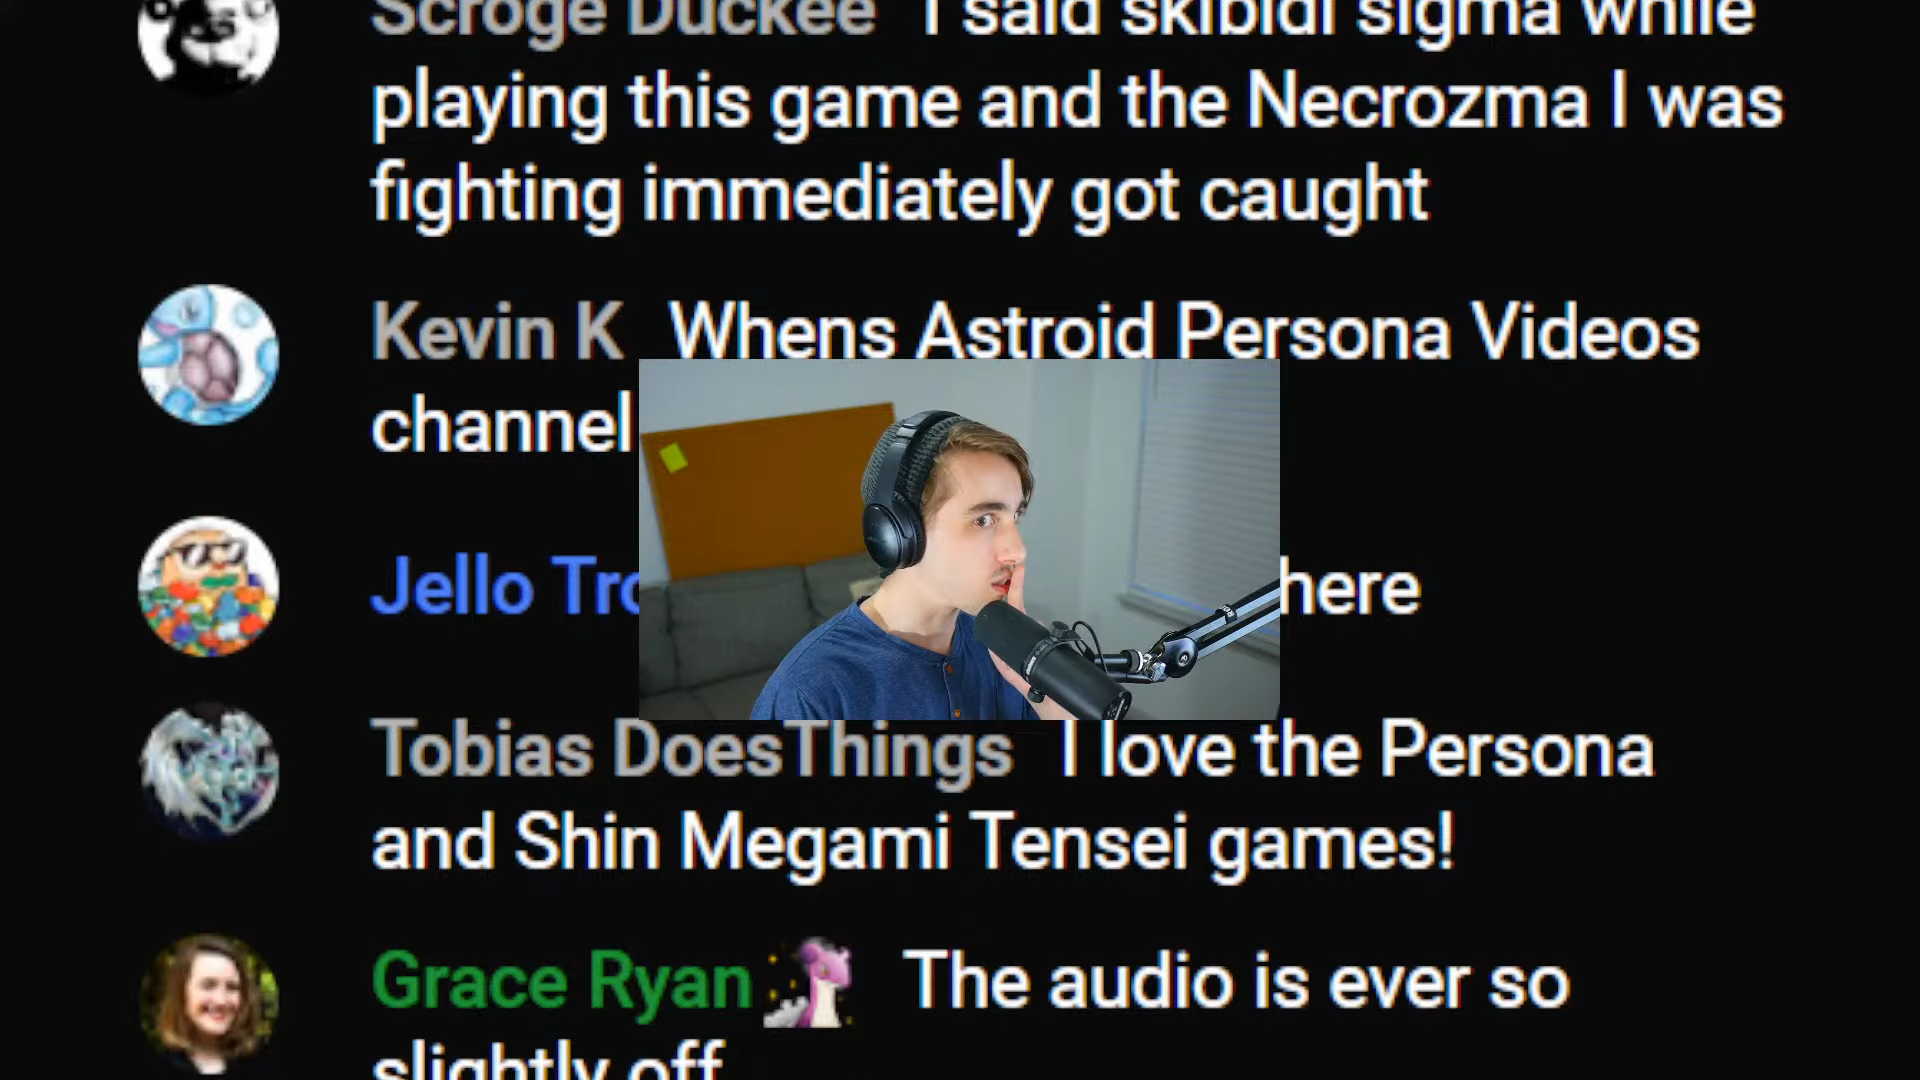 Scroge Duckee I said skibidi sigma while
playing this game and the Necrozma I was
fighting immediately got caught
Kevin K Whens Astroid Persona Videos
channel
Jello
Tobias DoesThings I love the Persona
and Shin Megami Tensei games!
Grace Ryan The audio is ever so
slightly off